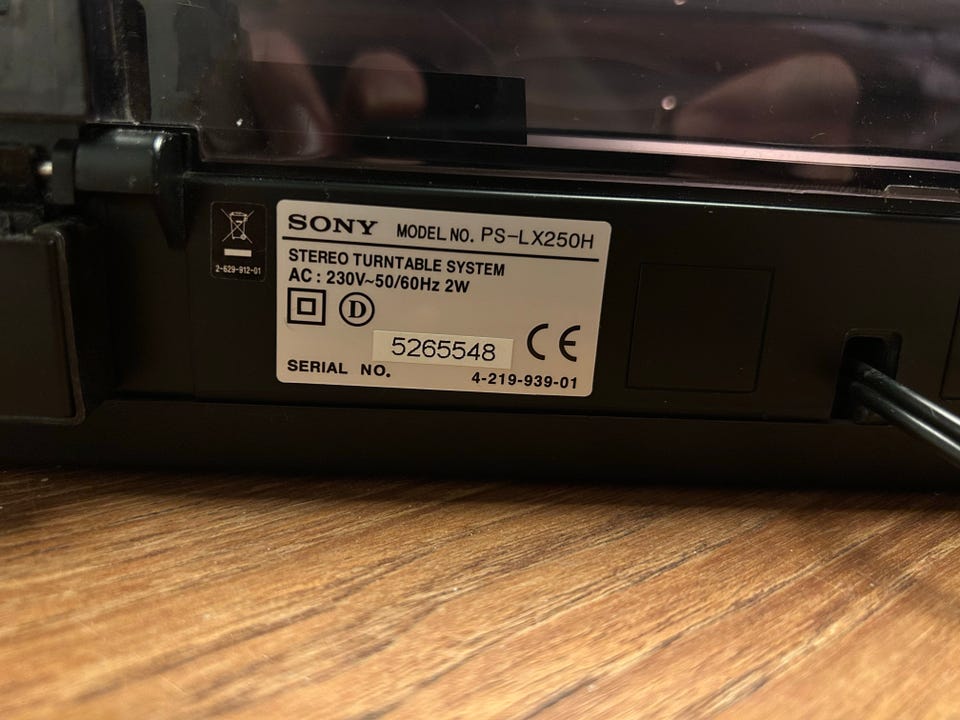 SONY MODEL NO. PS-LX250H
STEREO TURNTABLE SYSTEM
AC : 230V~50/60Hz 2W
D
5265548
CE
SERIAL NO.
4-219-939-01
2-629-912-01